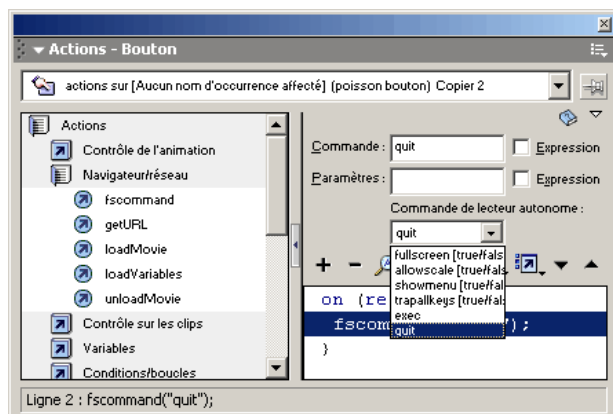 Actions - Bouton
actions sur [Aucun nom d'occurrence affecté] (poisson bouton) Copier 2
Actions
Contrôle de l'animation
Navigateur/réseau
fscommand
getURL
loadMovie
loadVariables
unloadMovie
Contrôle sur les clips
Variables
Conditions/boucles
Commande : quit Expression
Paramètres : Expression
Commande de lecteur autonome :
quit
fullscreen [true/fals
allowscale [true/fals
showmenu [true/fal
trapallkeys [true/fals
exec
quit
on (re
fscom ");
}
Ligne 2 : fscommand("quit");